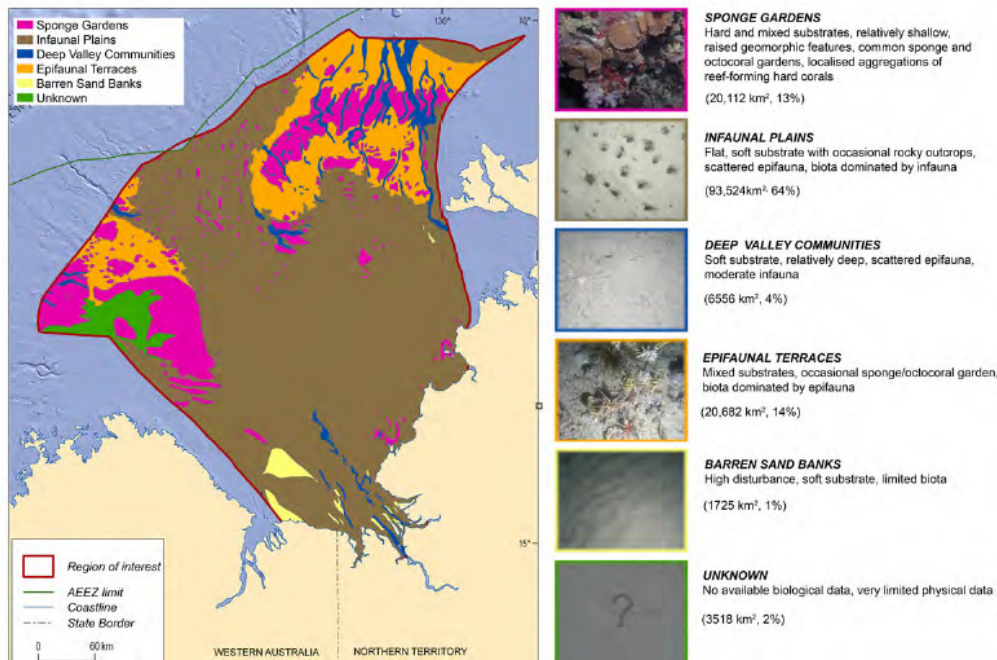 Sponge Gardens
Infaunal Plains
Deep Valley Communities
Epifaunal Terraces
Barren Sand Banks
Unknown
130°
10°
15°
Region of interest
AEEZ limit
Coastline
State Border
0 60 km
WESTERN AUSTRALIA NORTHERN TERRITORY
SPONGE GARDENS
Hard and mixed substrates, relatively shallow,
raised geomorphic features, common sponge and
octocoral gardens, localised aggregations of
reef-forming hard corals
(20,112 km², 13%)
INFAUNAL PLAINS
Flat, soft substrate with occasional rocky outcrops,
scattered epifauna, biota dominated by infauna
(93,524km², 64%)
DEEP VALLEY COMMUNITIES
Soft substrate, relatively deep, scattered epifauna,
moderate infauna
(6556 km², 4%)
EPIFAUNAL TERRACES
Mixed substrates, occasional sponge/octocoral garden,
biota dominated by epifauna
(20,682 km², 14%)
BARREN SAND BANKS
High disturbance, soft substrate, limited biota
(1725 km², 1%)
?
UNKNOWN
No available biological data, very limited physical data
(3518 km², 2%)